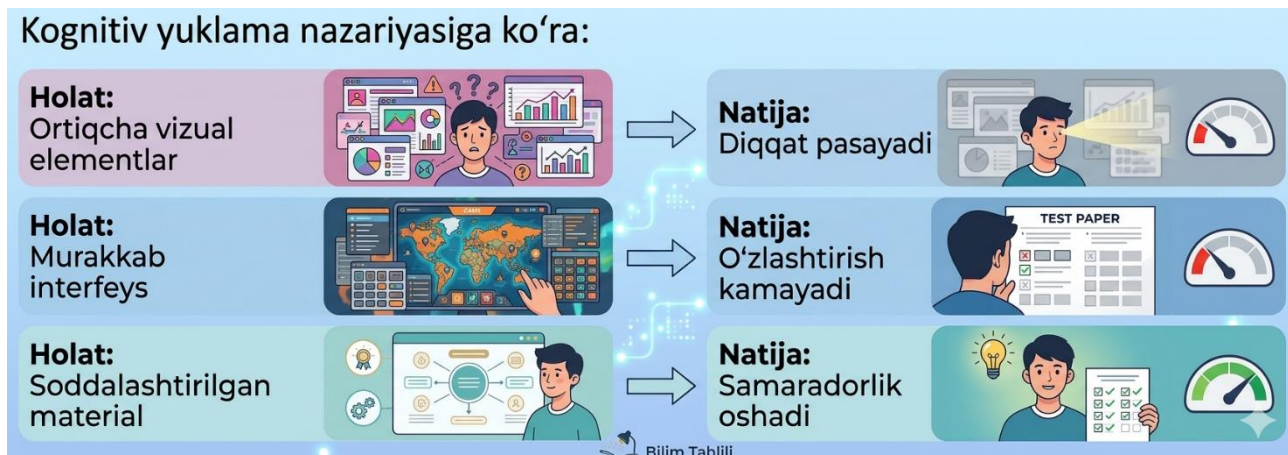 Kognitiv yuklama nazariyasiga ko‘ra:
Holat:
Ortiqcha vizual
elementlar
Natija:
Diqqat pasayadi
Holat:
Murakkab
interfeys
Natija:
O‘zlashtirish
kamayadi
TEST PAPER
Holat:
Soddalashtirilgan
material
Natija:
Samaradorlik
oshadi
Bilim Tahlili